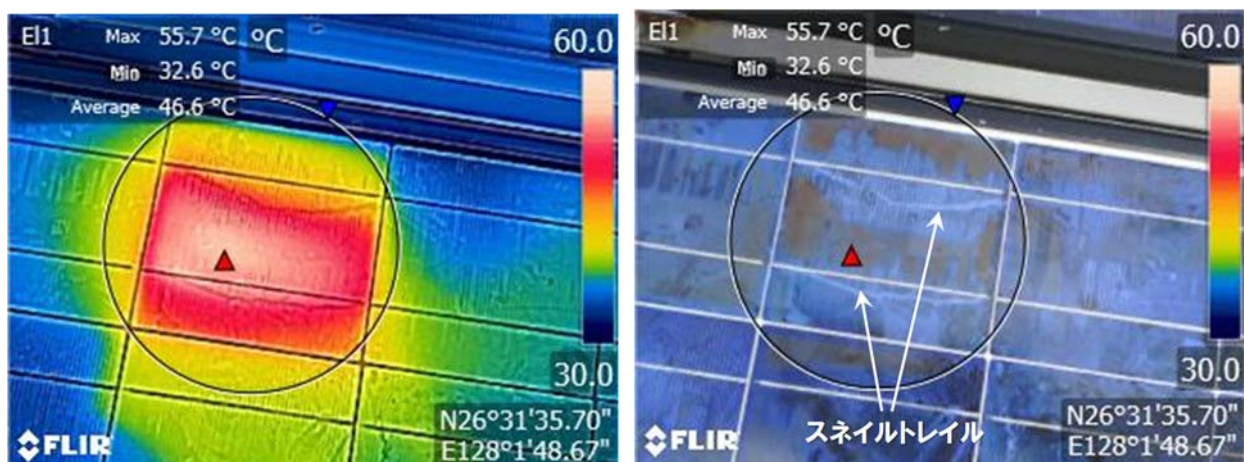 El1 Max 55.7 °C °C 60.0
Min 32.6 °C
Average 46.6 °C
30.0
N26°31'35.70"
E128°1'48.67"
FLIR
El1 Max 55.7 °C °C 60.0
Min 32.6 °C
Average 46.6 °C
30.0
スネイルトレイル
N26°31'35.70"
E128°1'48.67"
FLIR